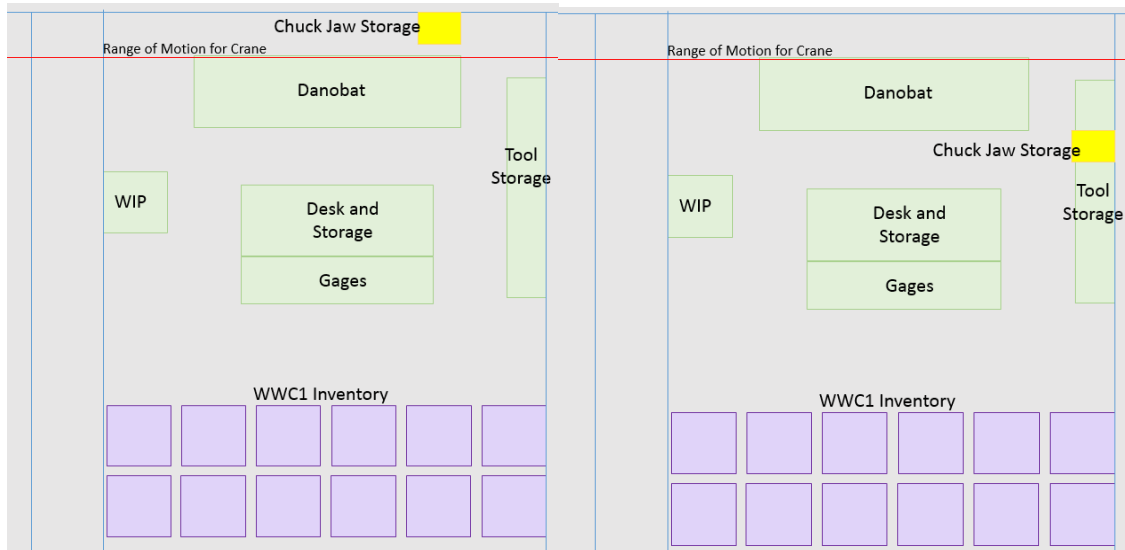 Chuck Jaw Storage
Range of Motion for Crane
Danobat
Tool
Storage
WIP
Desk and
Storage
Gages
WWC1 Inventory
Range of Motion for Crane
Danobat
Chuck Jaw Storage
WIP
Tool
Storage
Desk and
Storage
Gages
WWC1 Inventory